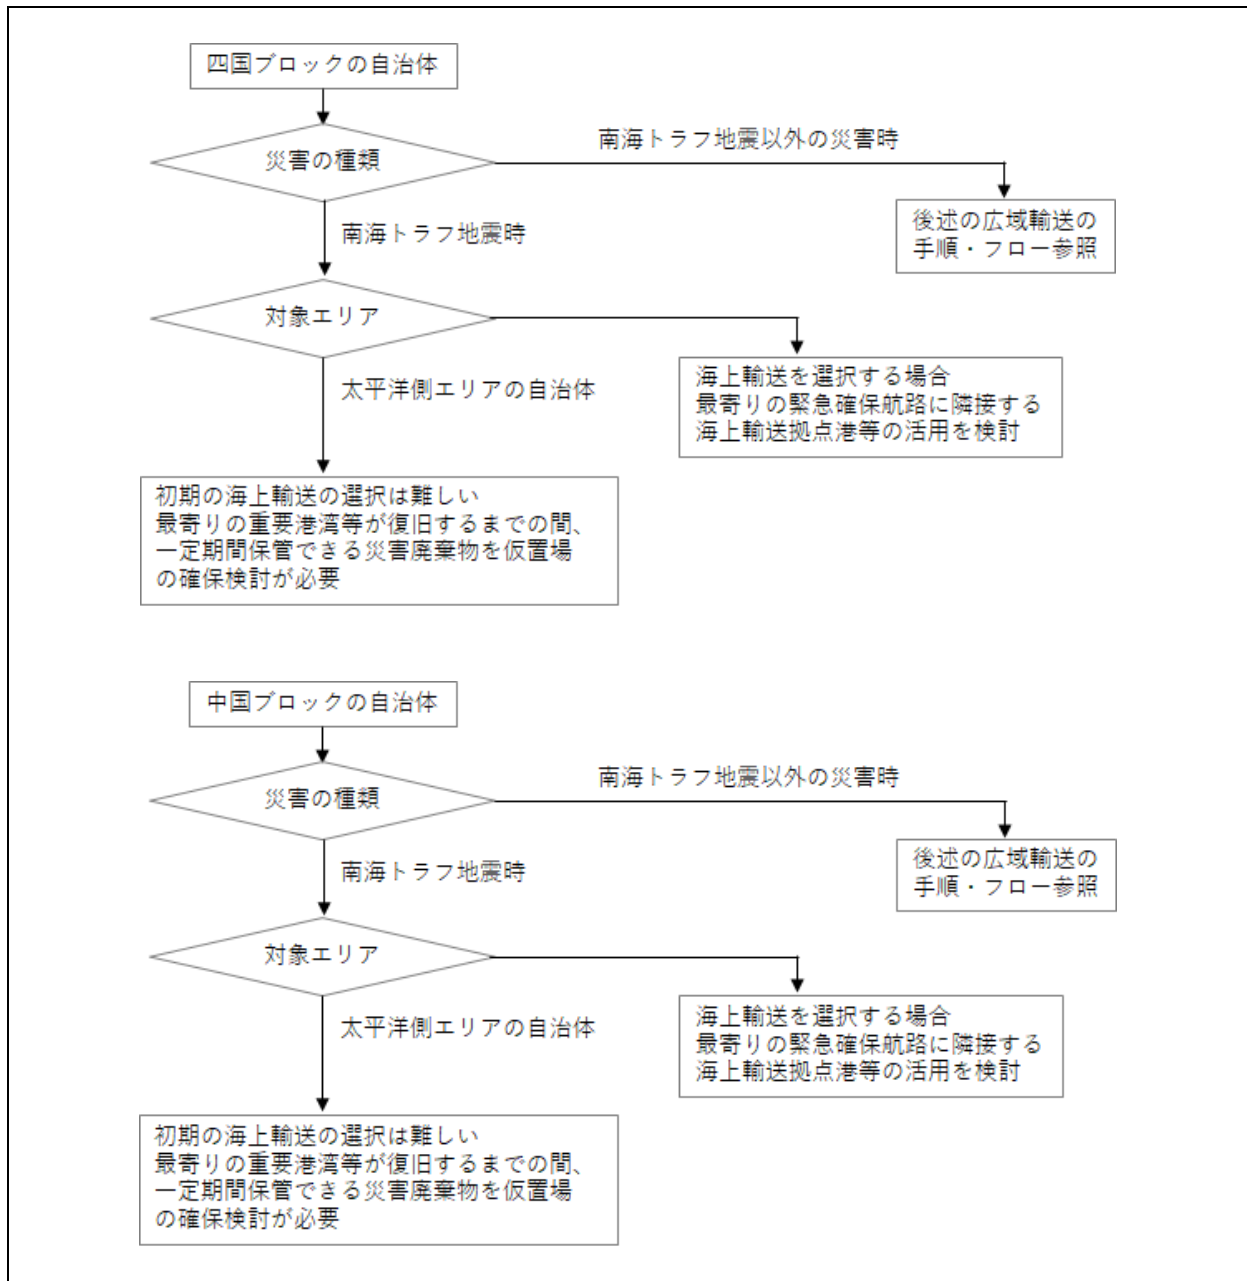 四国ブロックの自治体
災害の種類
南海トラフ地震以外の災害時
後述の広域輸送の
手順・フロー参照
南海トラフ地震時
対象エリア
海上輸送を選択する場合
最寄りの緊急確保航路に隣接する
海上輸送拠点港等の活用を検討
太平洋側エリアの自治体
初期の海上輸送の選択は難しい
最寄りの重要港湾等が復旧するまでの間、
一定期間保管できる災害廃棄物を仮置場
の確保検討が必要
中国ブロックの自治体
災害の種類
南海トラフ地震以外の災害時
後述の広域輸送の
手順・フロー参照
南海トラフ地震時
対象エリア
海上輸送を選択する場合
最寄りの緊急確保航路に隣接する
海上輸送拠点港等の活用を検討
太平洋側エリアの自治体
初期の海上輸送の選択は難しい
最寄りの重要港湾等が復旧するまでの間、
一定期間保管できる災害廃棄物を仮置場
の確保検討が必要